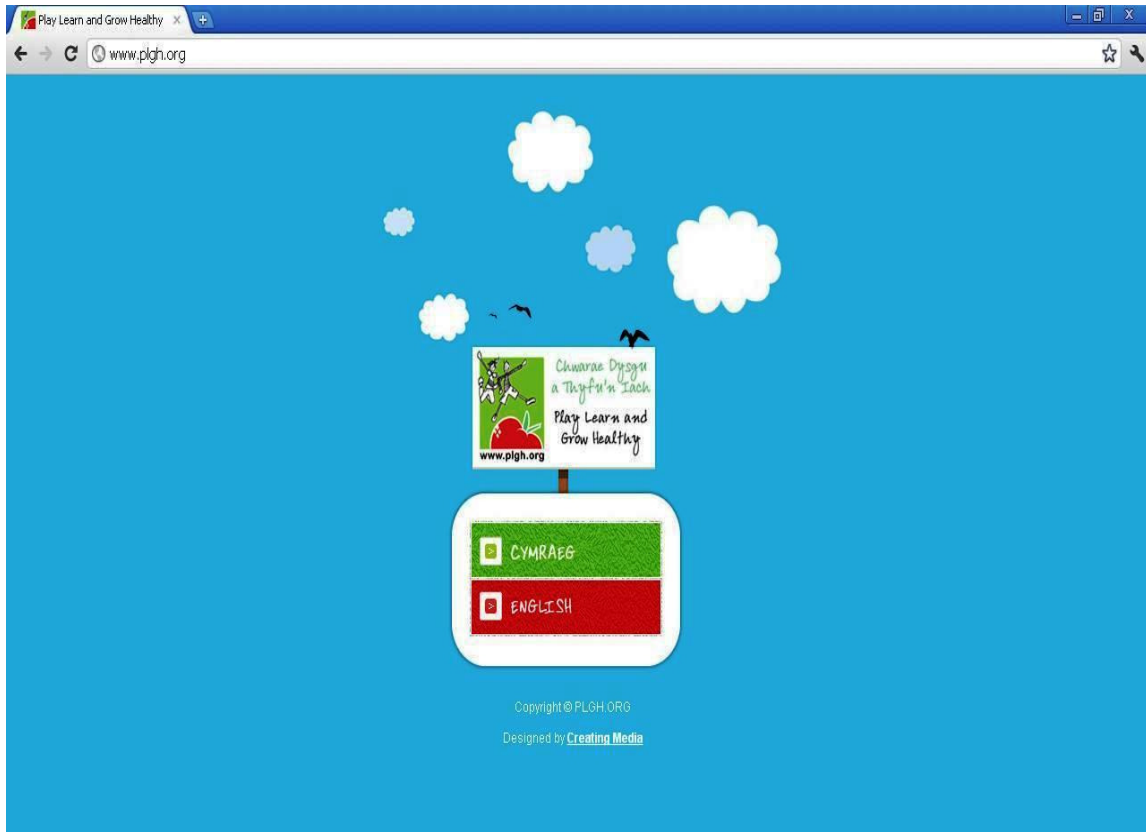 Play Learn and Grow Healthy
www.plgh.org
Chwarae Dysgu
a Thyfu'n Iach
Play Learn and
Grow Healthy
www.plgh.org
CYMRAEG
ENGLISH
Copyright © PLGH.ORG
Designed by Creating Media